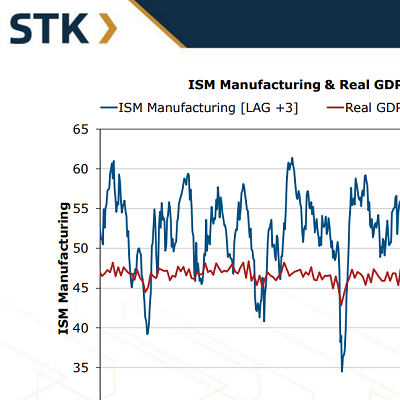 STK
ISM Manufacturing & Real GDP
ISM Manufacturing [LAG +3]
Real GDP
65
60
55
50
45
40
35
ISM Manufacturing